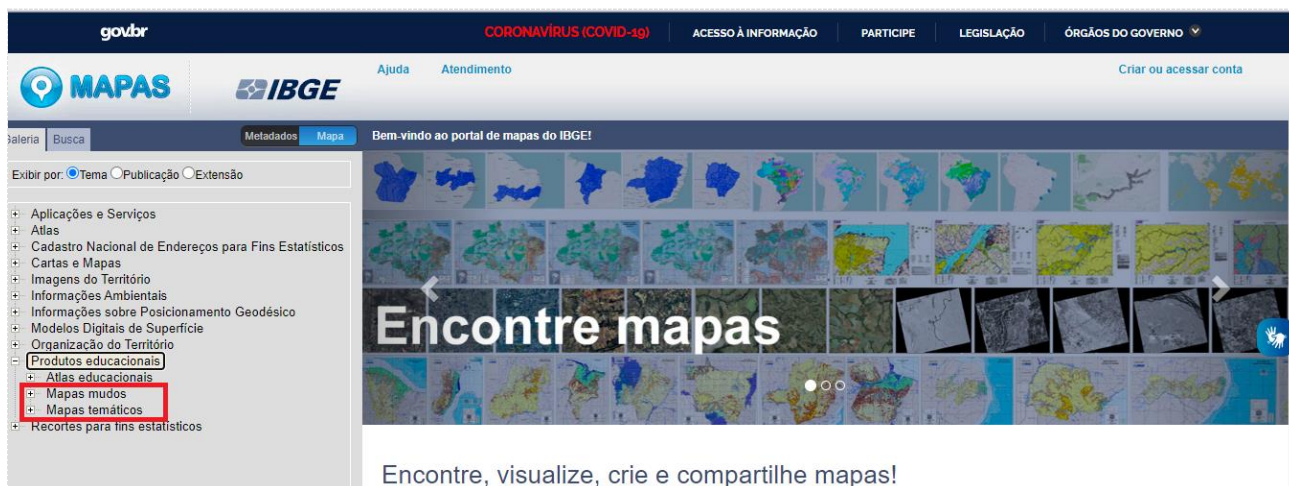 gov.br CORONAVÍRUS (COVID-19) ACESSO À INFORMAÇÃO PARTICIPE LEGISLAÇÃO ÓRGÃOS DO GOVERNO
MAPAS IBGE Ajuda Atendimento Criar ou acessar conta
Galeria Busca Metadados Mapa Bem-vindo ao portal de mapas do IBGE!
Exibir por: Tema Publicação Extensão
Aplicações e Serviços
Atlas
Cadastro Nacional de Endereços para Fins Estatísticos
Cartas e Mapas
Imagens do Território
Informações Ambientais
Informações sobre Posicionamento Geodésico
Modelos Digitais de Superfície
Organização do Território
Produtos educacionais
Atlas educacionais
Mapas mudos
Mapas temáticos
Recortes para fins estatísticos
Encontre mapas
Encontre, visualize, crie e compartilhe mapas!